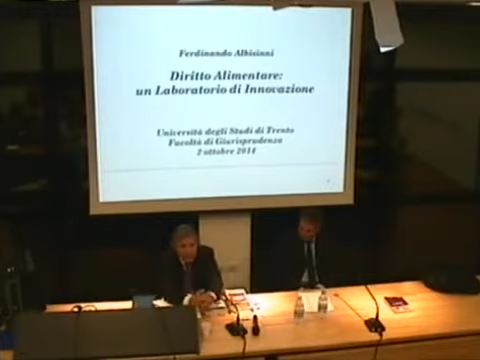 Ferdinando Albisinni
Diritto Alimentare:
un Laboratorio di Innovazione
Università degli Studi di Trento
Facoltà di Giurisprudenza
2 ottobre 2014